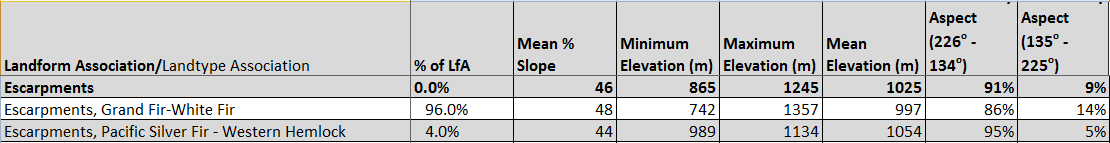 Landform Association/Landtype Association % of LfA Mean % Slope Minimum Elevation (m) Maximum Elevation (m) Mean Elevation (m) Aspect (226° - 134°) Aspect (135° - 225°)
Escarpments 0.0% 46 865 1245 1025 91% 9%
Escarpments, Grand Fir-White Fir 96.0% 48 742 1357 997 86% 14%
Escarpments, Pacific Silver Fir - Western Hemlock 4.0% 44 989 1134 1054 95% 5%